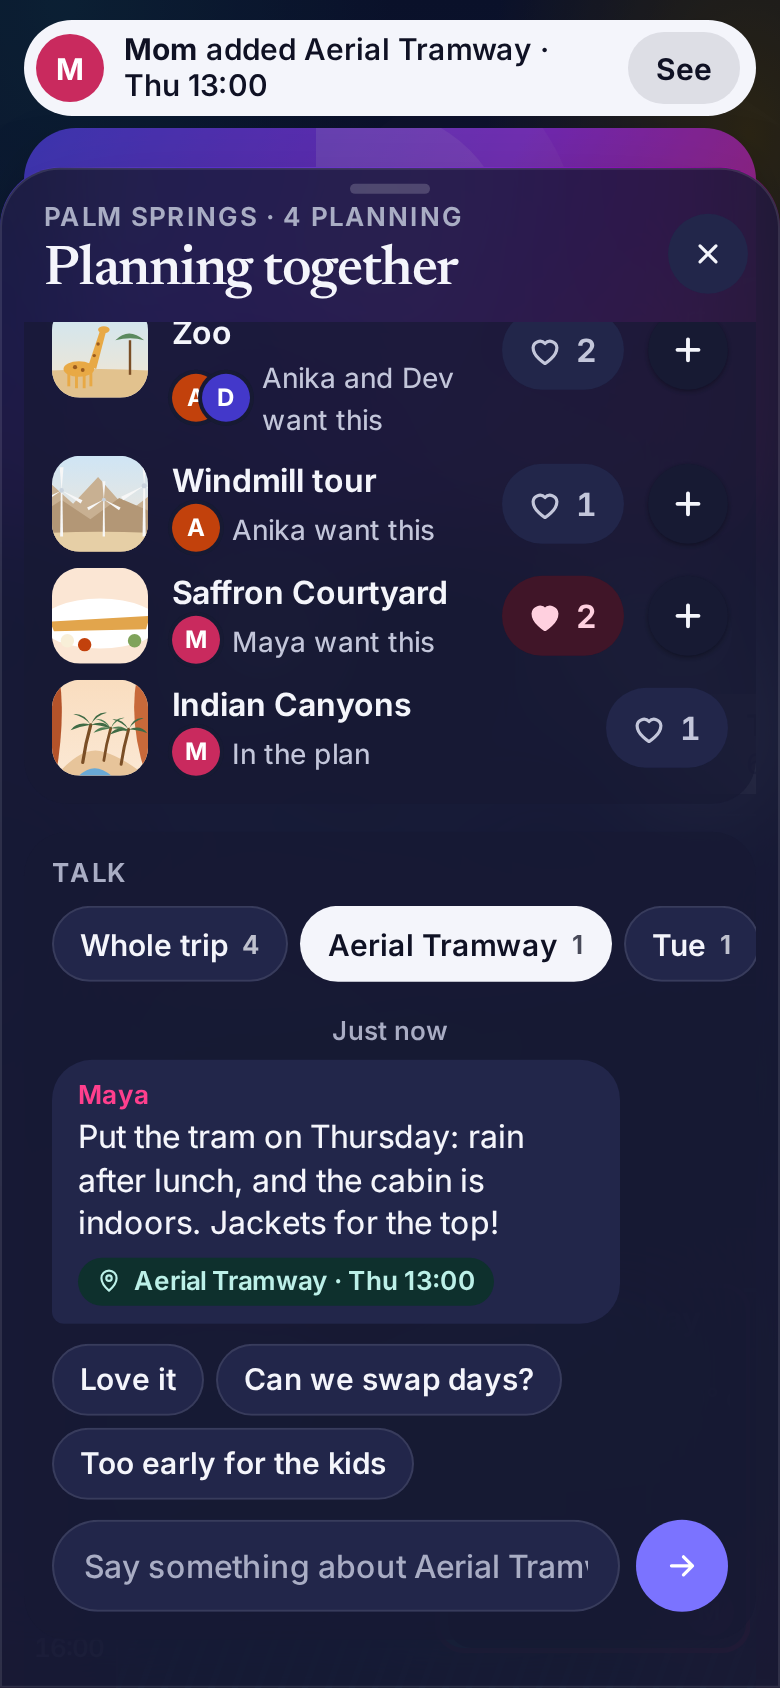 M
Mom added Aerial Tramway ·
Thu 13:00
See
PALM SPRINGS · 4 PLANNING
Planning together
Zoo
2
A D
Anika and Dev
want this
Windmill tour
A Anika want this
1
Saffron Courtyard
M Maya want this
2
Indian Canyons
M In the plan
1
TALK
Whole trip 4
Aerial Tramway 1
Tue 1
Just now
Maya
Put the tram on Thursday: rain
after lunch, and the cabin is
indoors. Jackets for the top!
Aerial Tramway · Thu 13:00
Love it
Can we swap days?
Too early for the kids
Say something about Aerial Tram
16:00